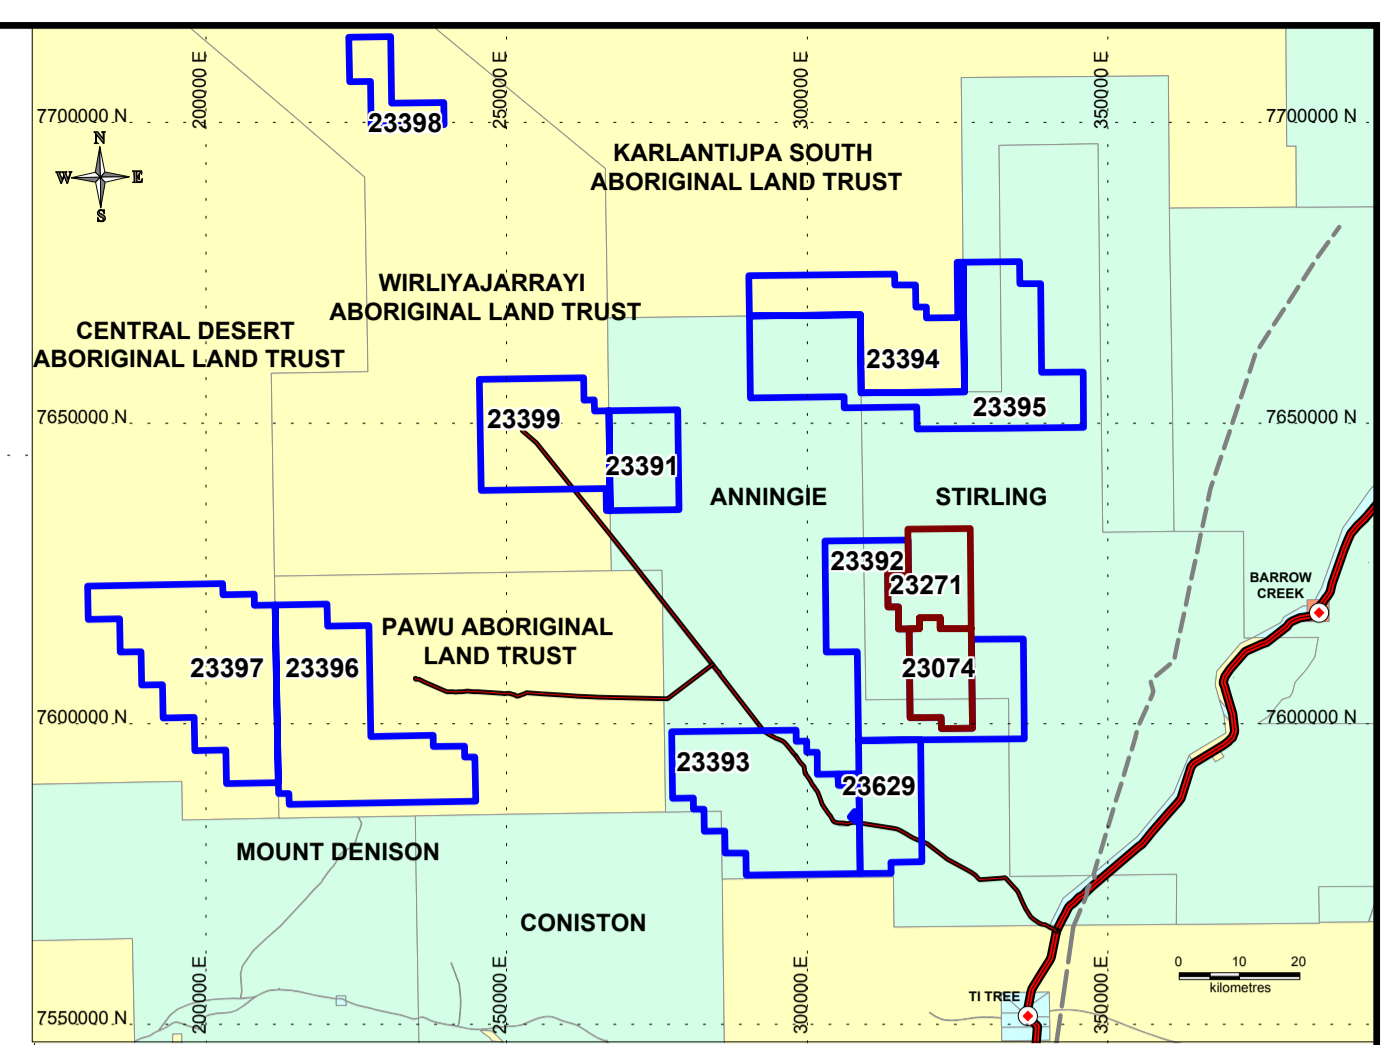 200000 E
250000 E
300000 E
350000 E
7700000 N
7700000 N
23398
N
W
E
S
KARLANTIJPA SOUTH
ABORIGINAL LAND TRUST
WIRLIYAJARRAYI
ABORIGINAL LAND TRUST
CENTRAL DESERT
ABORIGINAL LAND TRUST
23394
23395
7650000 N
7650000 N
23399
23391
ANNINGIE
STIRLING
23392
23271
BARROW
CREEK
PAWU ABORIGINAL
LAND TRUST
23397
23396
23074
7600000 N
7600000 N
23393
23629
MOUNT DENISON
CONISTON
200000 E
250000 E
300000 E
350000 E
0
10
20
kilometres
TI TREE
7550000 N
7550000 N